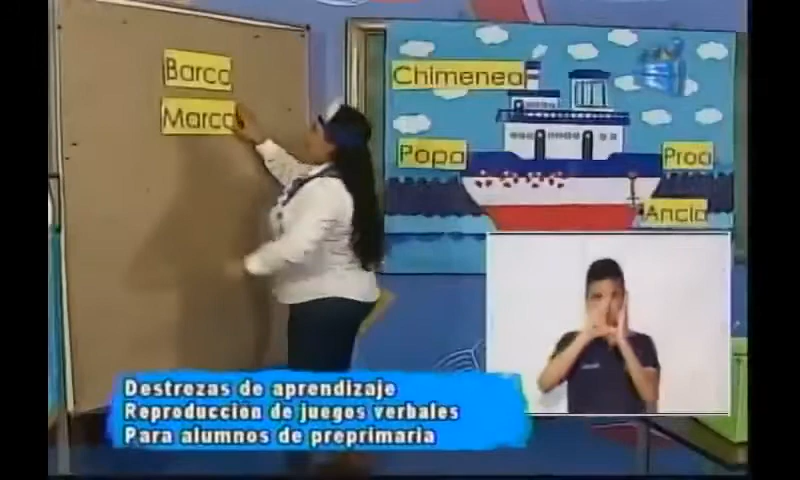 Barco
Marco
Chimenea
Popa
Proa
Ancla
Destrezas de aprendizaje
Reproducción de juegos verbales
Para alumnos de preprimaria